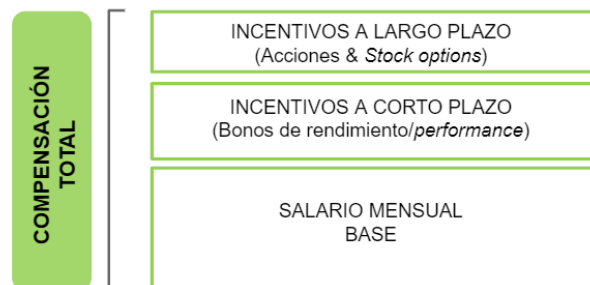 COMPENSACIÓN
TOTAL
INCENTIVOS A LARGO PLAZO
(Acciones & Stock options)
INCENTIVOS A CORTO PLAZO
(Bonos de rendimiento/performance)
SALARIO MENSUAL
BASE